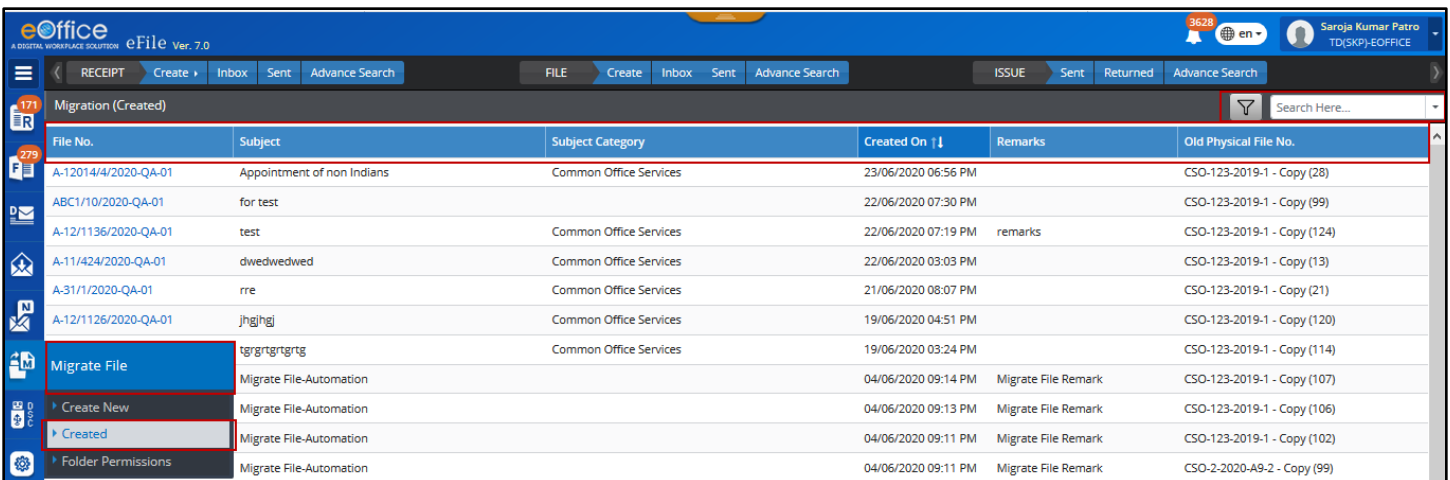 eOffice
A DIGITAL WORKPLACE SOLUTION eFile Ver. 7.0
3628
en
Saroja Kumar Patro
TD(SKP)-EOFFICE
RECEIPT Create Inbox Sent Advance Search FILE Create Inbox Sent Advance Search ISSUE Sent Returned Advance Search
171
R
Migration (Created) Search Here...
File No. Subject Subject Category Created On Remarks Old Physical File No.
279
F
A-12014/4/2020-QA-01 Appointment of non Indians Common Office Services 23/06/2020 06:56 PM CSO-123-2019-1 - Copy (28)
ABC1/10/2020-QA-01 for test 22/06/2020 07:30 PM CSO-123-2019-1 - Copy (99)
D
A-12/1136/2020-QA-01 test Common Office Services 22/06/2020 07:19 PM remarks CSO-123-2019-1 - Copy (124)
A-11/424/2020-QA-01 dwedwedwed Common Office Services 22/06/2020 03:03 PM CSO-123-2019-1 - Copy (13)
A-31/1/2020-QA-01 rre Common Office Services 21/06/2020 08:07 PM CSO-123-2019-1 - Copy (21)
N
A-12/1126/2020-QA-01 jhgjhgj Common Office Services 19/06/2020 04:51 PM CSO-123-2019-1 - Copy (120)
tgrgrtgrtgrtg Common Office Services 19/06/2020 03:24 PM CSO-123-2019-1 - Copy (114)
M
Migrate File
Migrate File-Automation 04/06/2020 09:14 PM Migrate File Remark CSO-123-2019-1 - Copy (107)
DSC
Create New
Migrate File-Automation 04/06/2020 09:13 PM Migrate File Remark CSO-123-2019-1 - Copy (106)
Created
Migrate File-Automation 04/06/2020 09:11 PM Migrate File Remark CSO-123-2019-1 - Copy (102)
Folder Permissions
Migrate File-Automation 04/06/2020 09:11 PM Migrate File Remark CSO-2-2020-A9-2 - Copy (99)